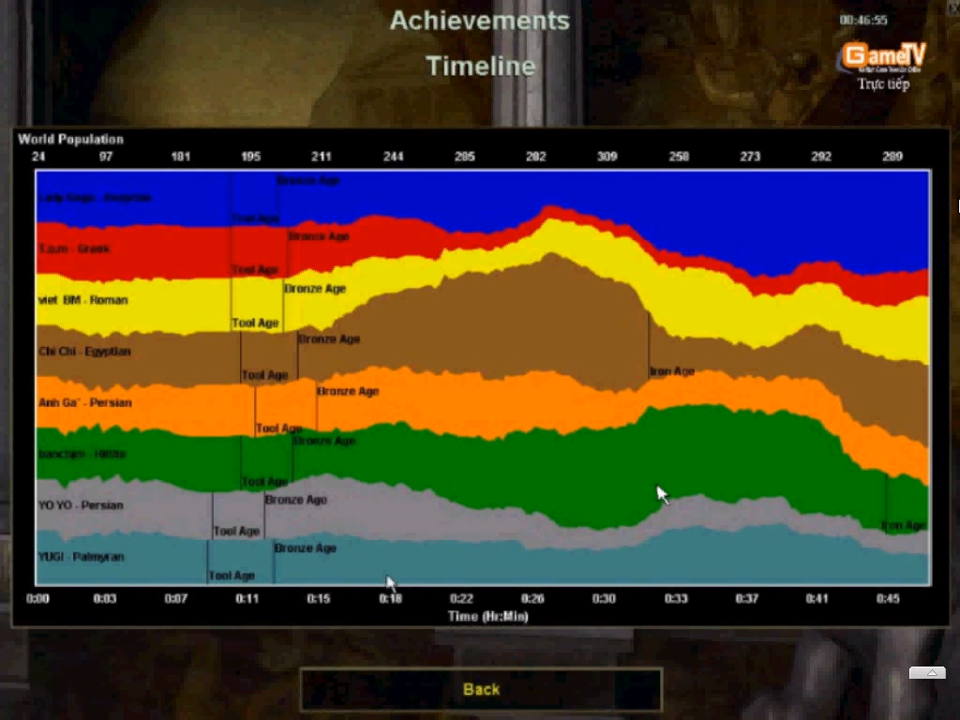 Achievements
00:46:55
Timeline
GameTV
Trực tiếp
World Population
24 97 181 195 211 244 285 282 309 258 273 292 289
Bronze Age
Tool Age
Bronze Age
Greek
Tool Age
Bronze Age
viet BM - Roman
Tool Age
Bronze Age
Chi Chi - Egyptian
Iron Age
Tool Age
Bronze Age
Anh Ga` - Persian
Tool Age
Bronze Age
Tool Age
Bronze Age
YO YO - Persian
Iron Age
Tool Age
Bronze Age
YUGI - Palmyran
Tool Age
0:00 0:03 0:07 0:11 0:15 0:18 0:22 0:26 0:30 0:33 0:37 0:41 0:45
Time (Hr:Min)
Back